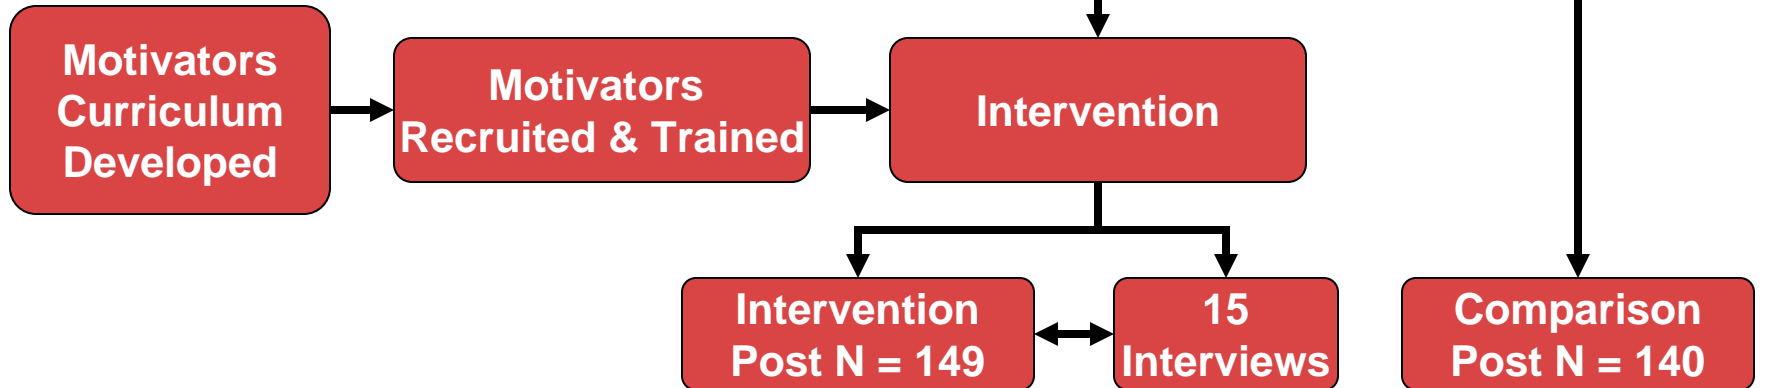 Motivators
Curriculum
Developed
Motivators
Recruited & Trained
Intervention
Intervention
Post N = 149
15
Interviews
Comparison
Post N = 140